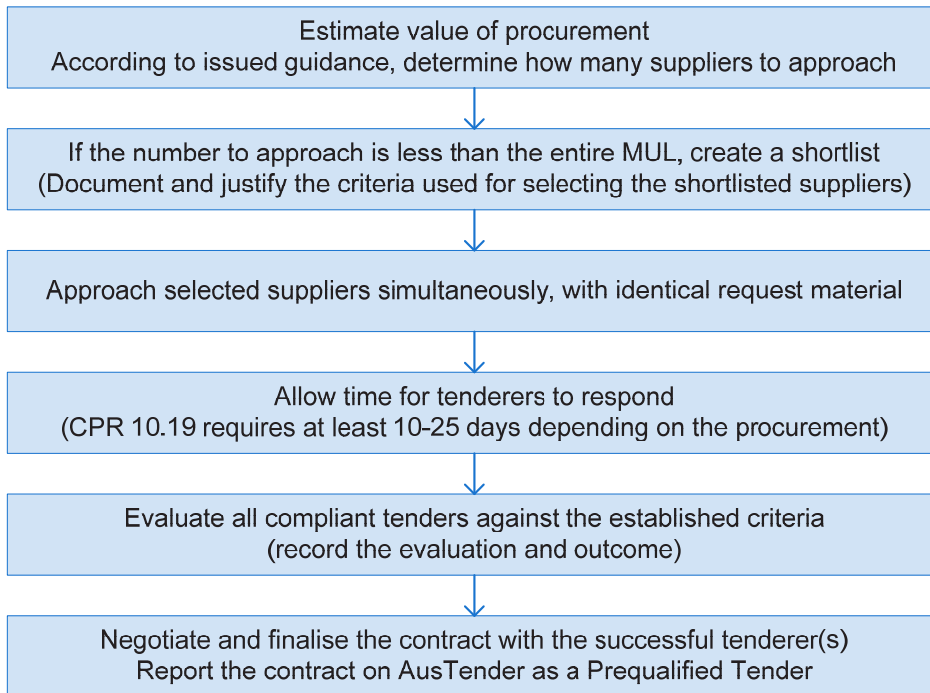 Estimate value of procurement
According to issued guidance, determine how many suppliers to approach
If the number to approach is less than the entire MUL, create a shortlist
(Document and justify the criteria used for selecting the shortlisted suppliers)
Approach selected suppliers simultaneously, with identical request material
Allow time for tenderers to respond
(CPR 10.19 requires at least 10-25 days depending on the procurement)
Evaluate all compliant tenders against the established criteria
(record the evaluation and outcome)
Negotiate and finalise the contract with the successful tenderer(s)
Report the contract on AusTender as a Prequalified Tender